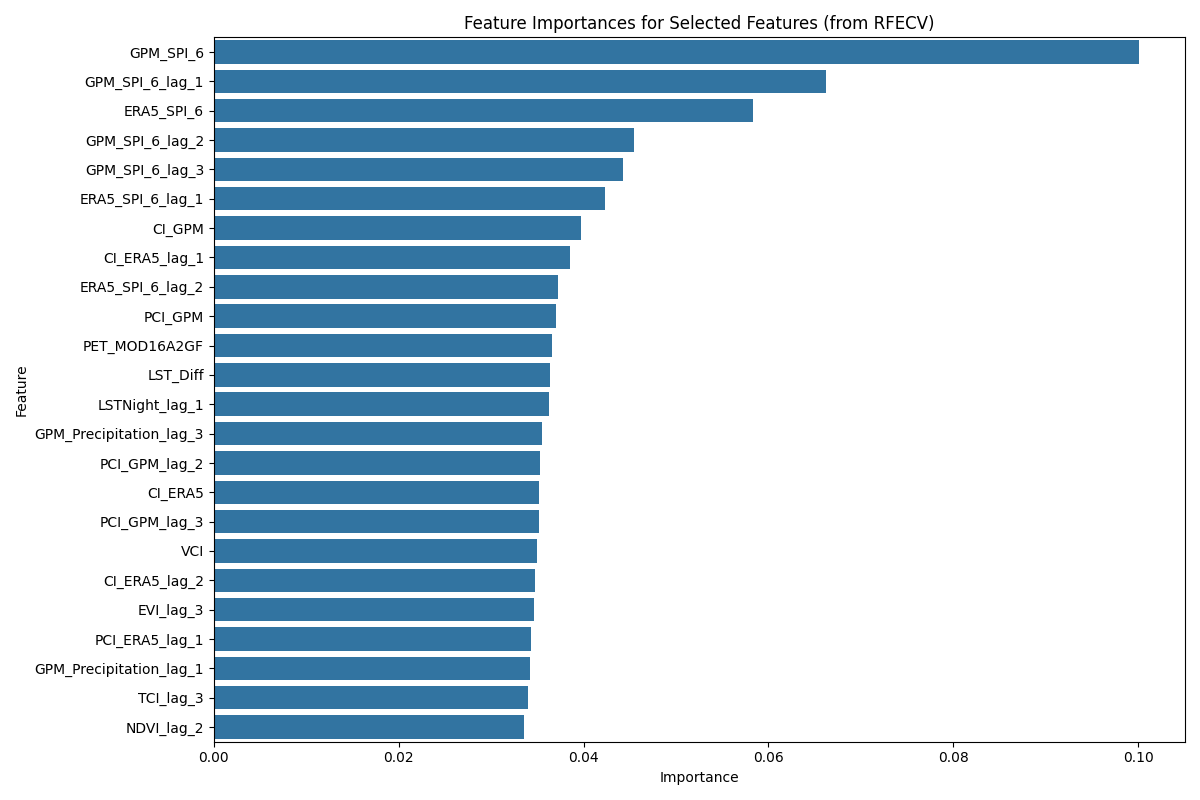 Feature Importances for Selected Features (from RFECV)
GPM_SPI_6
GPM_SPI_6_lag_1
ERA5_SPI_6
GPM_SPI_6_lag_2
GPM_SPI_6_lag_3
ERA5_SPI_6_lag_1
CI_GPM
CI_ERA5_lag_1
ERA5_SPI_6_lag_2
PCI_GPM
PET_MOD16A2GF
LST_Diff
LSTNight_lag_1
GPM_Precipitation_lag_3
PCI_GPM_lag_2
CI_ERA5
PCI_GPM_lag_3
VCI
CI_ERA5_lag_2
EVI_lag_3
PCI_ERA5_lag_1
GPM_Precipitation_lag_1
TCI_lag_3
NDVI_lag_2
Feature
0.00 0.02 0.04 0.06 0.08 0.10
Importance